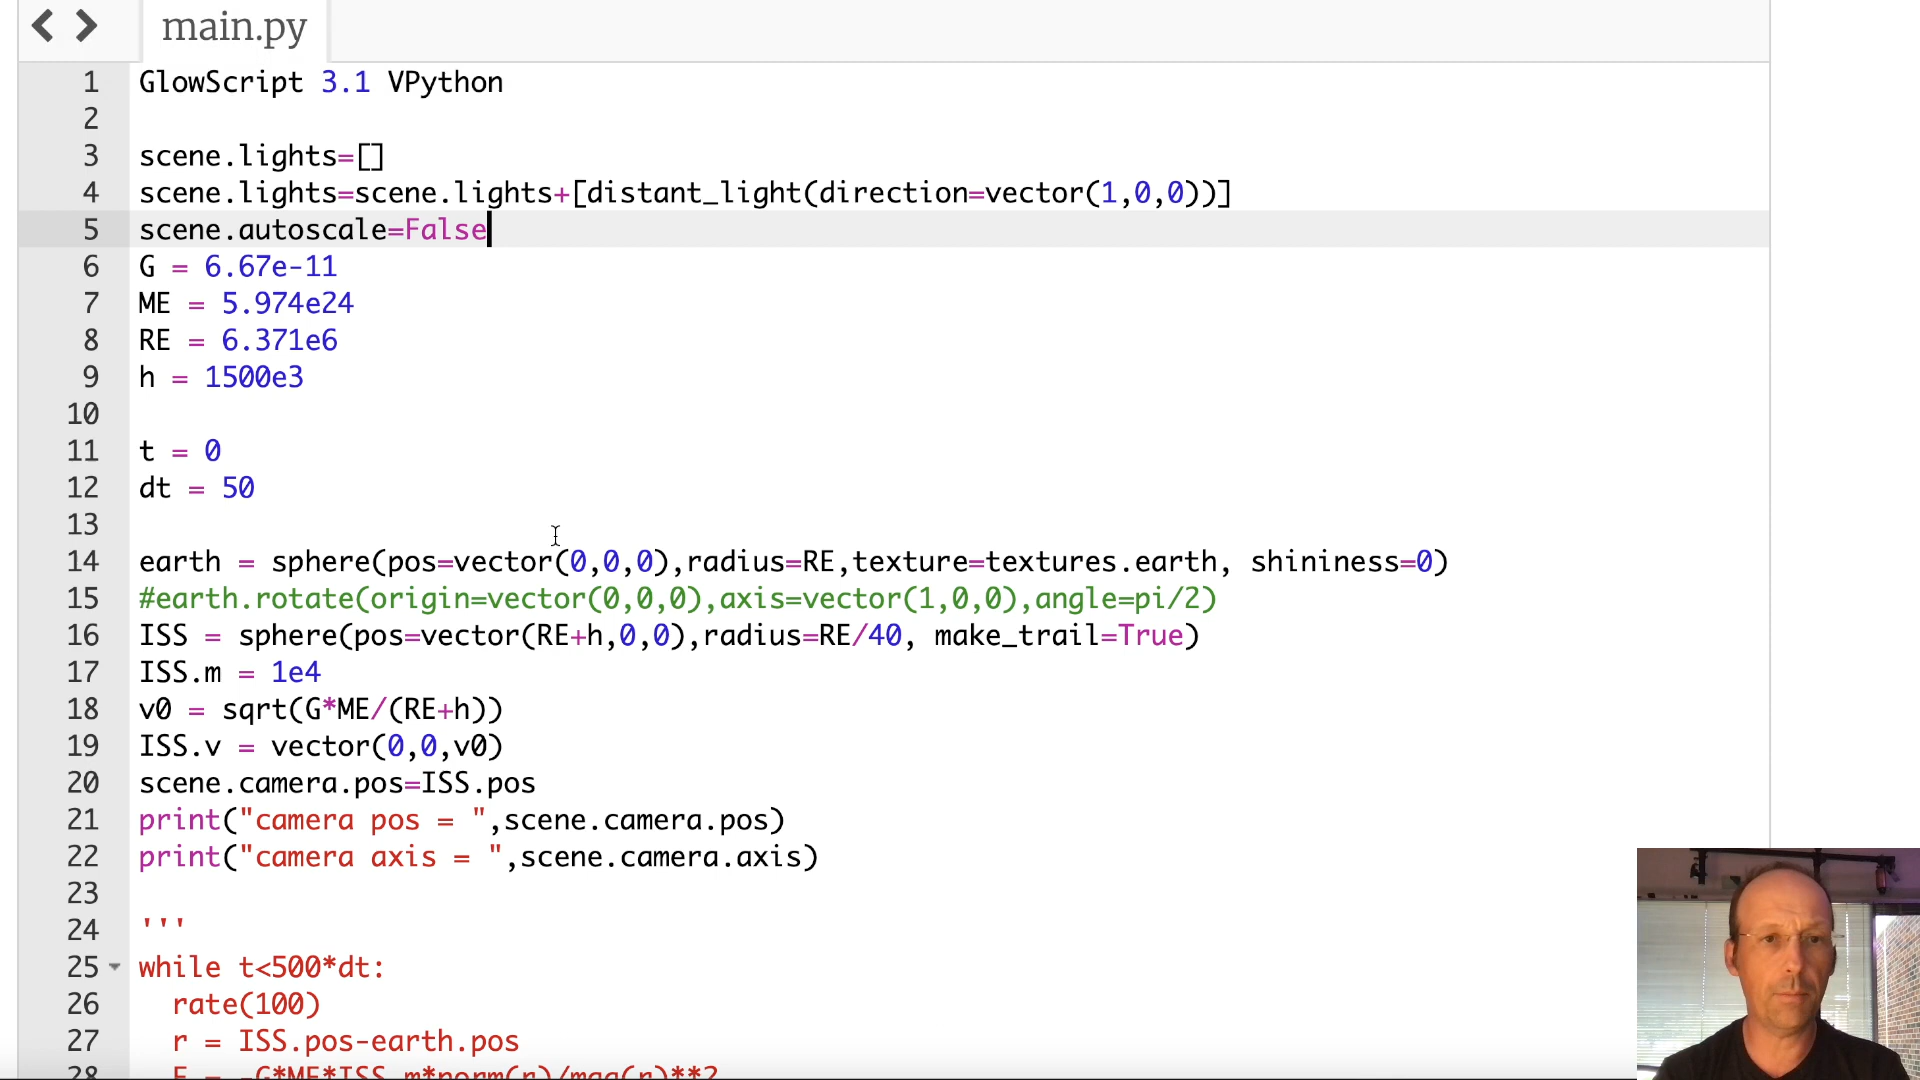 main.py
1 GlowScript 3.1 VPython
2
3 scene.lights=[]
4 scene.lights=scene.lights+[distant_light(direction=vector(1,0,0))]
5 scene.autoscale=False
6 G = 6.67e-11
7 ME = 5.974e24
8 RE = 6.371e6
9 h = 1500e3
10
11 t = 0
12 dt = 50
13
14 earth = sphere(pos=vector(0,0,0),radius=RE,texture=textures.earth, shininess=0)
15 #earth.rotate(origin=vector(0,0,0),axis=vector(1,0,0),angle=pi/2)
16 ISS = sphere(pos=vector(RE+h,0,0),radius=RE/40, make_trail=True)
17 ISS.m = 1e4
18 v0 = sqrt(G*ME/(RE+h))
19 ISS.v = vector(0,0,v0)
20 scene.camera.pos=ISS.pos
21 print("camera pos = ",scene.camera.pos)
22 print("camera axis = ",scene.camera.axis)
23
24 '''
25 while t<500*dt:
26 rate(100)
27 r = ISS.pos-earth.pos
28 F = -G*ME*ISS.m*norm(r)/mag(r)**2